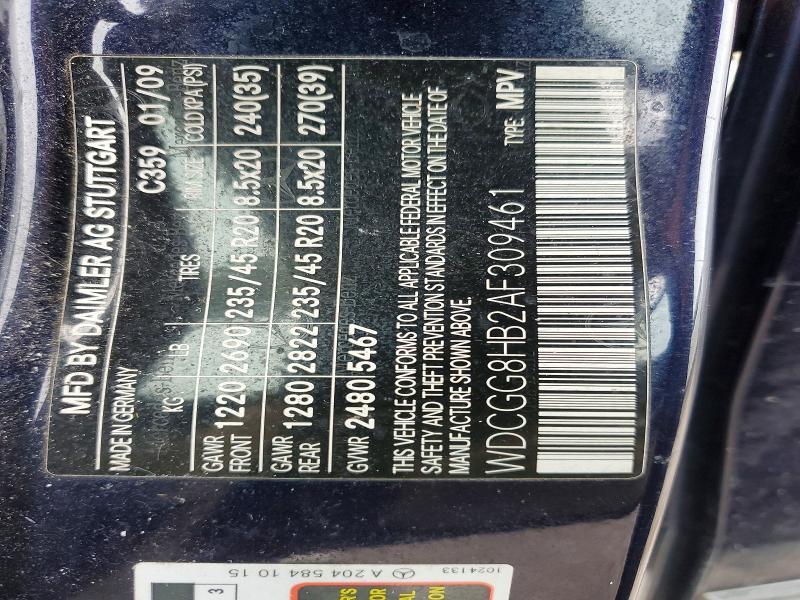 MFD BY DAIMLER AG STUTTGART
MADE IN GERMANY C359 01/09
KG LB TIRES RIM SIZE COLD KPA(PSI)
GAWR FRONT 1220 2690 235/45 R20 8.5x20 240(35)
GAWR REAR 1280 2822 235/45 R20 8.5x20 270(39)
GVWR 2480 5467
THIS VEHICLE CONFORMS TO ALL APPLICABLE FEDERAL MOTOR VEHICLE
SAFETY AND THEFT PREVENTION STANDARDS IN EFFECT ON THE DATE OF
MANUFACTURE SHOWN ABOVE.
WDCGG8HB2AF309461 TYPE: MPV
1024133 A 204 584 10 15
3